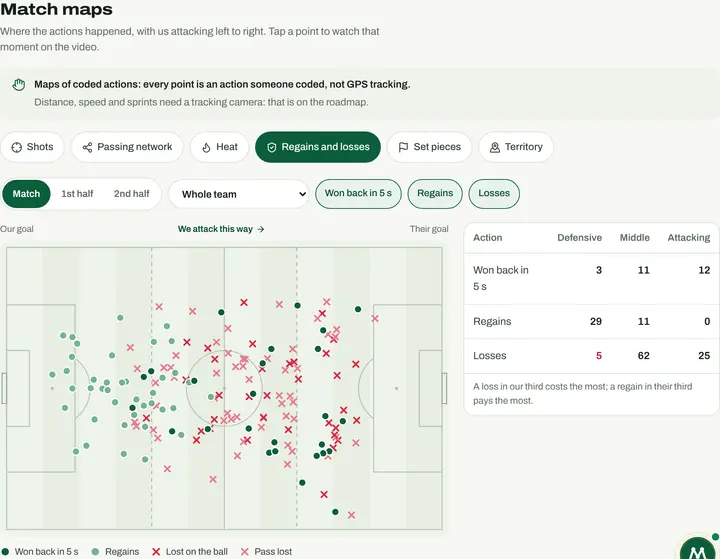 Match maps
Where the actions happened, with us attacking left to right. Tap a point to watch that
moment on the video.
Maps of coded actions: every point is an action someone coded, not GPS tracking.
Distance, speed and sprints need a tracking camera: that is on the roadmap.
Shots
Passing network
Heat
Regains and losses
Set pieces
Territory
Match
1st half
2nd half
Whole team
Won back in 5 s
Regains
Losses
Our goal
We attack this way →
Their goal
Action Defensive Middle Attacking
Won back in
5 s
3 11 12
Regains 29 11 0
Losses 5 62 25
A loss in our third costs the most; a regain in their third
pays the most.
Won back in 5 s
Regains
Lost on the ball
Pass lost
M